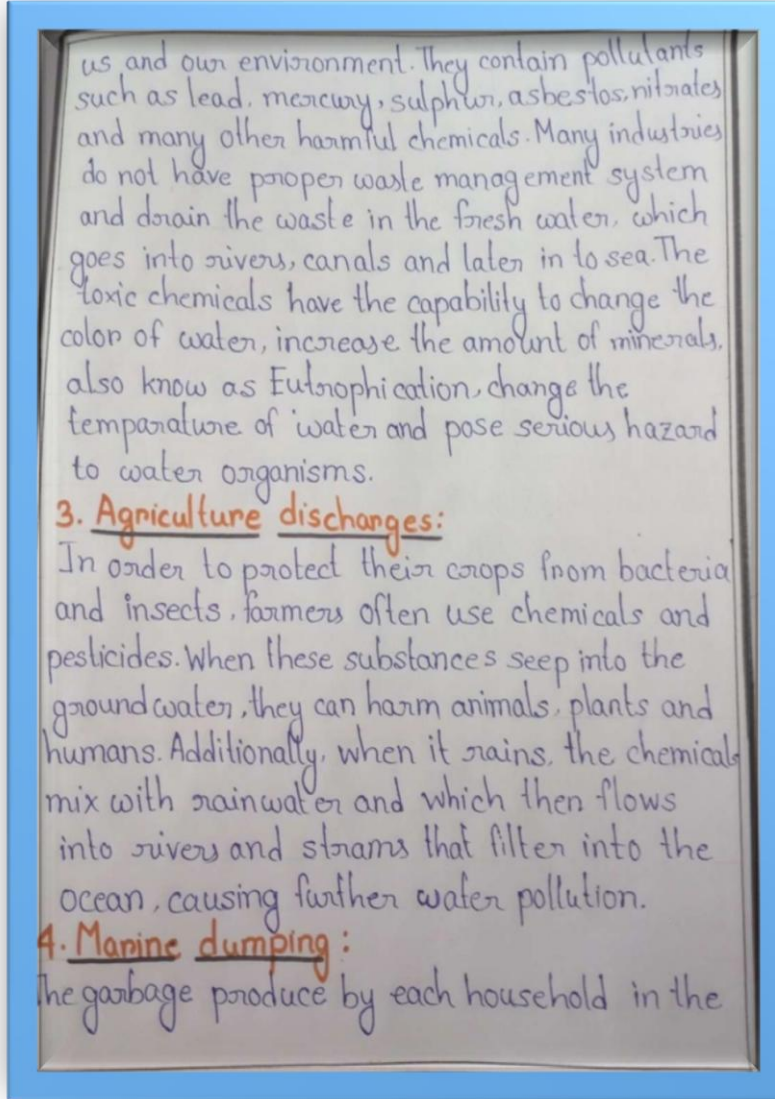 us and our environment. They contain pollutants
such as lead, mercury, sulphur, asbestos, nitrates
and many other harmful chemicals. Many industries
do not have proper waste management system
and drain the waste in the fresh water, which
goes into rivers, canals and later in to sea. The
toxic chemicals have the capability to change the
color of water, increase the amount of minerals,
also know as Eutrophication, change the
temparature of water and pose serious hazard
to water organisms.
3. Agriculture discharges:
In order to protect their crops from bacteria
and insects, farmers often use chemicals and
pesticides. When these substances seep into the
groundwater, they can harm animals, plants and
humans. Additionally, when it rains, the chemicals
mix with rainwater and which then flows
into rivers and strams that filter into the
ocean, causing further water pollution.
4. Marine dumping:
The garbage produce by each household in the